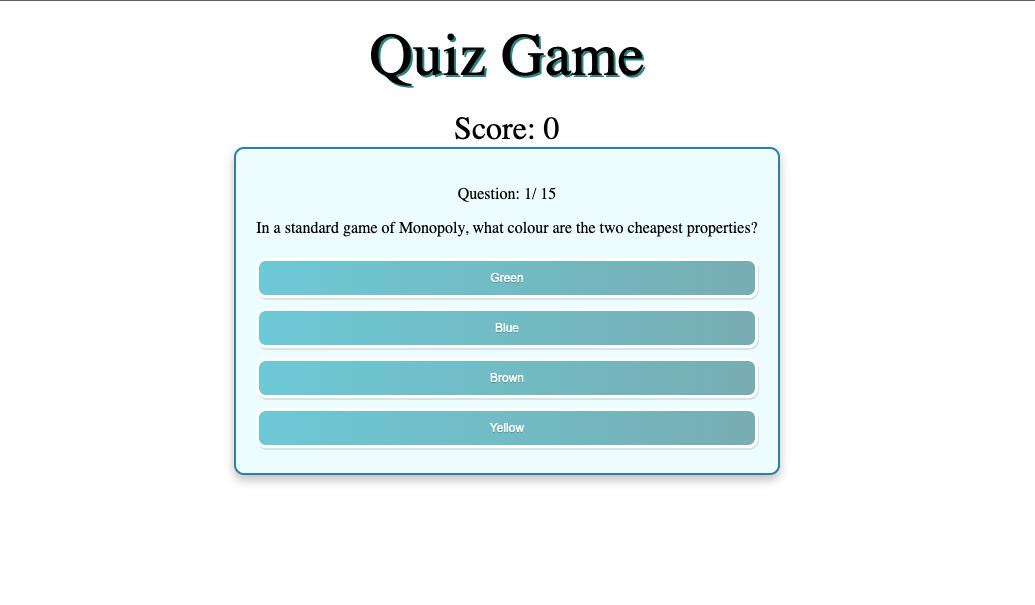 Quiz Game
Score: 0
Question: 1/ 15
In a standard game of Monopoly, what colour are the two cheapest properties?
Green
Blue
Brown
Yellow